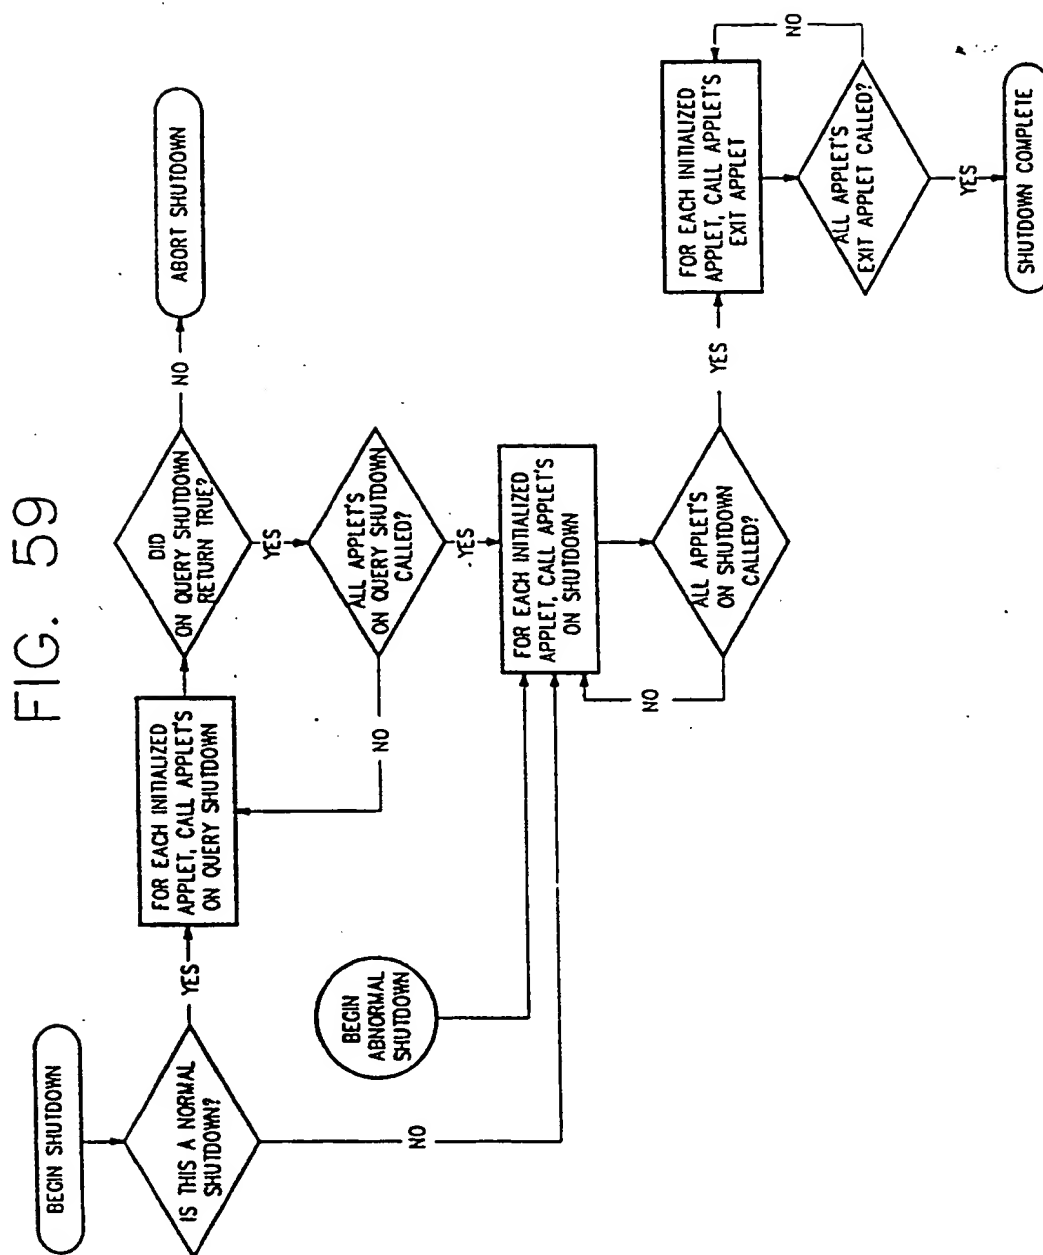 FIG. 59
BEGIN SHUTDOWN
IS THIS A NORMAL
SHUTDOWN?
YES
NO
FOR EACH INITIALIZED
APPLET, CALL APPLET'S
ON QUERY SHUTDOWN
DID
ON QUERY SHUTDOWN
RETURN TRUE?
NO
ABORT SHUTDOWN
YES
ALL APPLET'S
ON QUERY SHUTDOWN
CALLED?
NO
YES
BEGIN
ABNORMAL
SHUTDOWN
FOR EACH INITIALIZED
APPLET, CALL APPLET'S
ON SHUTDOWN
ALL APPLET'S
ON SHUTDOWN
CALLED?
NO
YES
FOR EACH INITIALIZED
APPLET, CALL APPLET'S
EXIT APPLET
ALL APPLET'S
EXIT APPLET CALLED?
NO
YES
SHUTDOWN COMPLETE